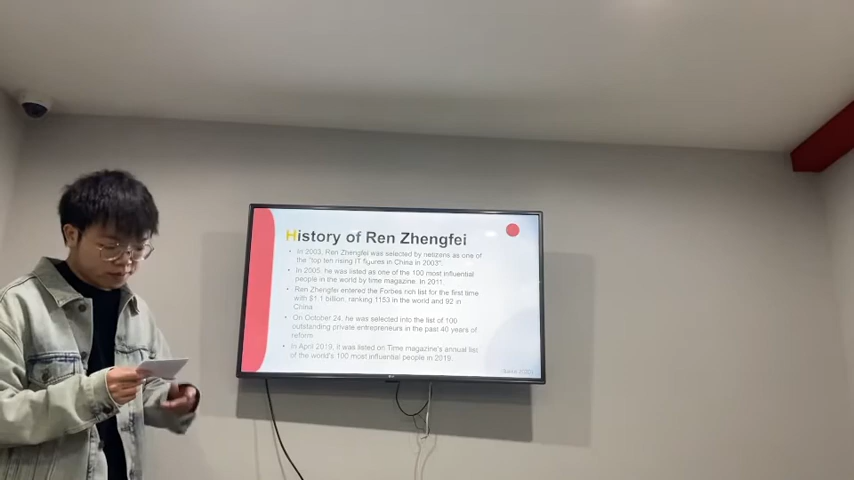 History of Ren Zhengfei
• In 2003, Ren Zhengfei was selected by netizens as one of
the "top ten rising IT figures in China in 2003".
• In 2005, he was listed as one of the 100 most influential
people in the world by time magazine. In 2011
• Ren Zhengfei entered the Forbes rich list for the first time
with $1.1 billion, ranking 1153 in the world and 92 in
China
• On October 24, he was selected into the list of 100
outstanding private entrepreneurs in the past 40 years of
reform
• In April 2019, it was listed on Time magazine's annual list
of the world's 100 most influential people in 2019.